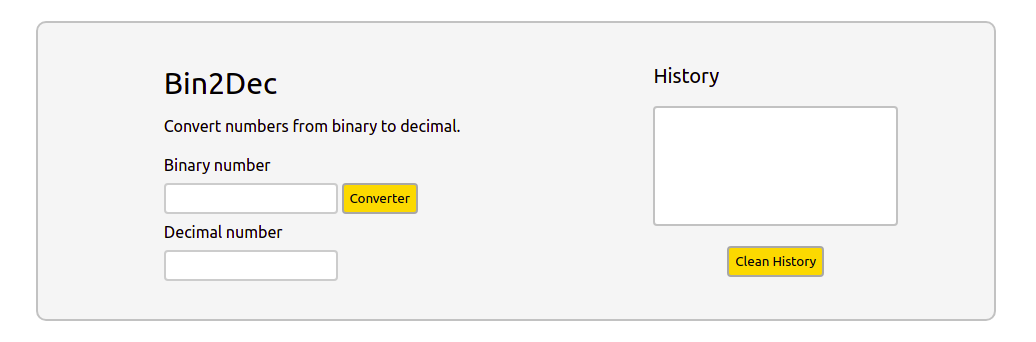 Bin2Dec
Convert numbers from binary to decimal.
Binary number
Converter
Decimal number
History
Clean History